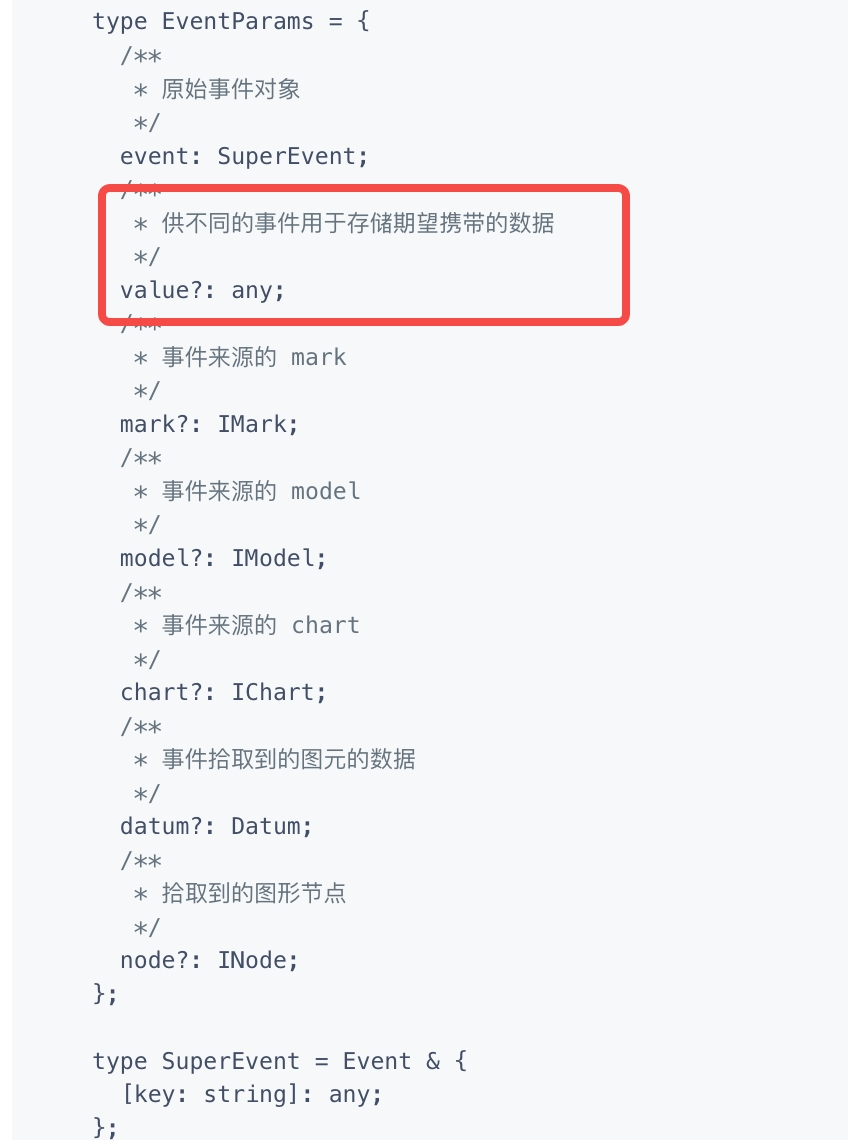 type EventParams = {
/**
* 原始事件对象
*/
event: SuperEvent;
/**
* 供不同的事件用于存储期望携带的数据
*/
value?: any;
/**
* 事件来源的 mark
*/
mark?: IMark;
/**
* 事件来源的 model
*/
model?: IModel;
/**
* 事件来源的 chart
*/
chart?: IChart;
/**
* 事件拾取到的图元的数据
*/
datum?: Datum;
/**
* 拾取到的图形节点
*/
node?: INode;
};
type SuperEvent = Event & {
[key: string]: any;
};